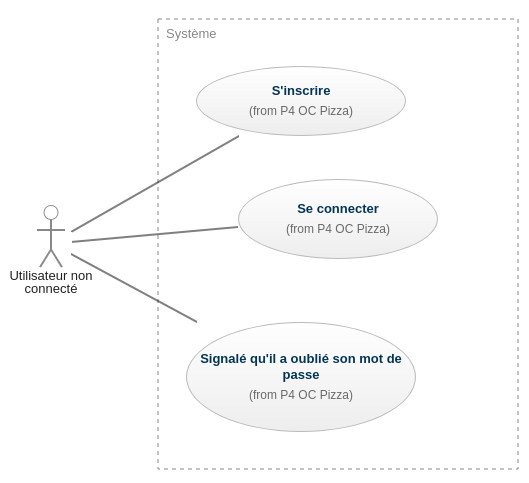 Système
S'inscrire
(from P4 OC Pizza)
Se connecter
(from P4 OC Pizza)
Utilisateur non
connecté
Signalé qu'il a oublié son mot de
passe
(from P4 OC Pizza)